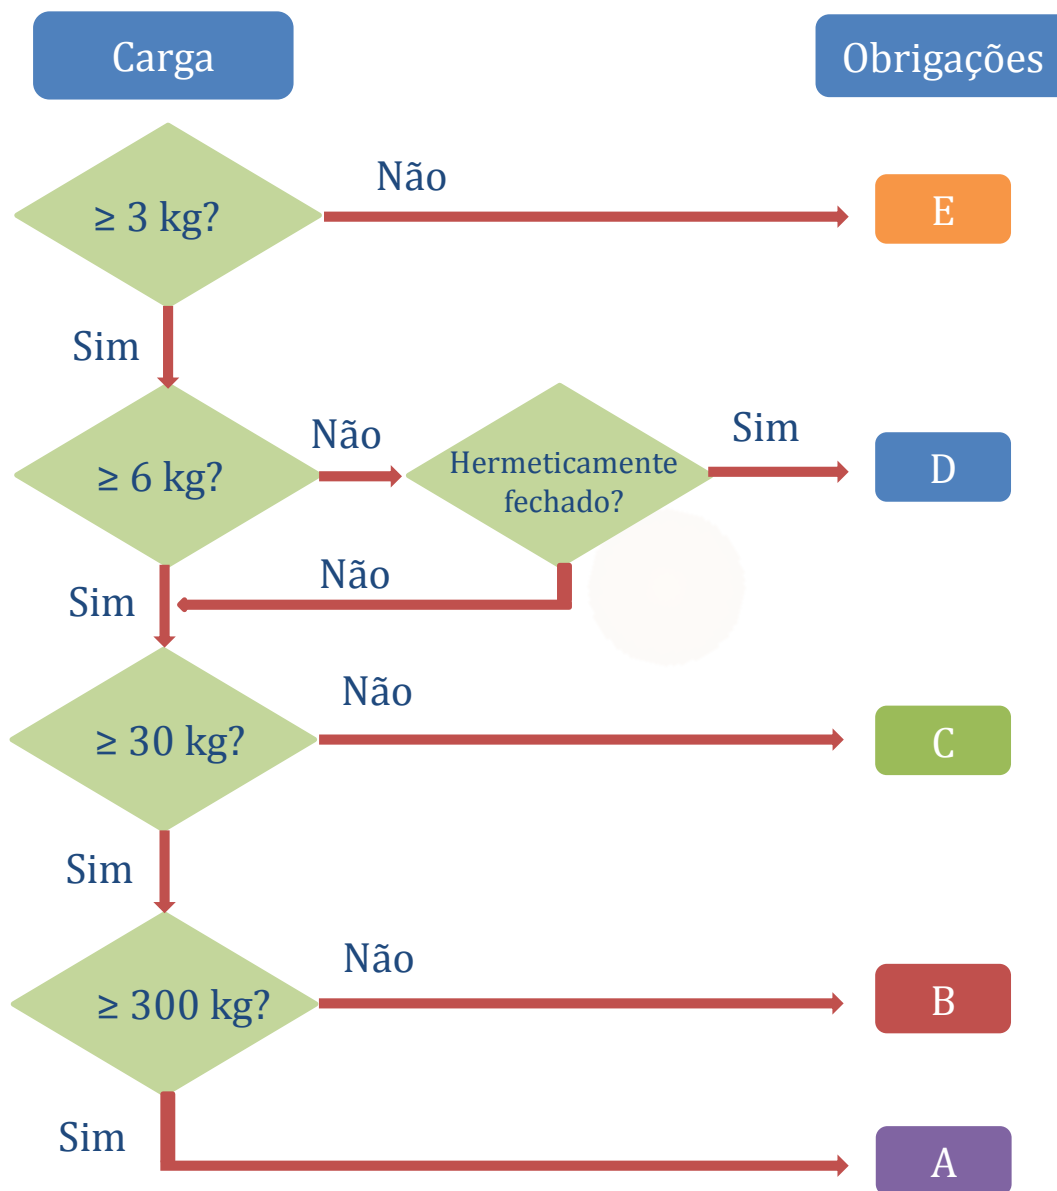 Carga
Obrigações
≥ 3 kg?
Não
E
Sim
≥ 6 kg?
Não
Hermeticamente
fechado?
Sim
D
Não
Sim
≥ 30 kg?
Não
C
Sim
≥ 300 kg?
Não
B
Sim
A